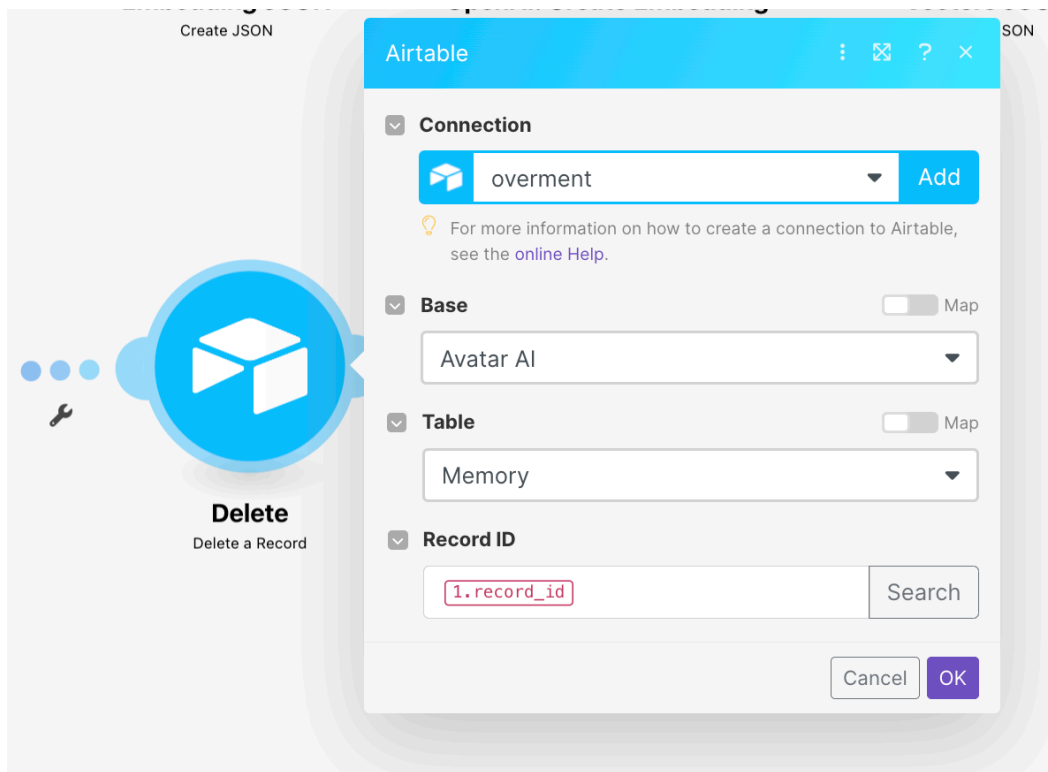 Create JSON
SON
Airtable
Connection
overment
Add
For more information on how to create a connection to Airtable,
see the online Help.
Base
Map
Avatar AI
Table
Map
Memory
Delete
Delete a Record
Record ID
1.record_id
Search
Cancel
OK